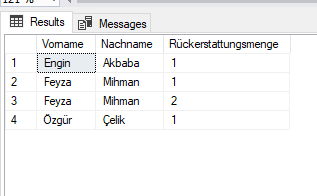 121 %
Results Messages
Vorname Nachname Rückerstattungsmenge
1 Engin Akbaba 1
2 Feyza Mihman 1
3 Feyza Mihman 2
4 Özgür Çelik 1